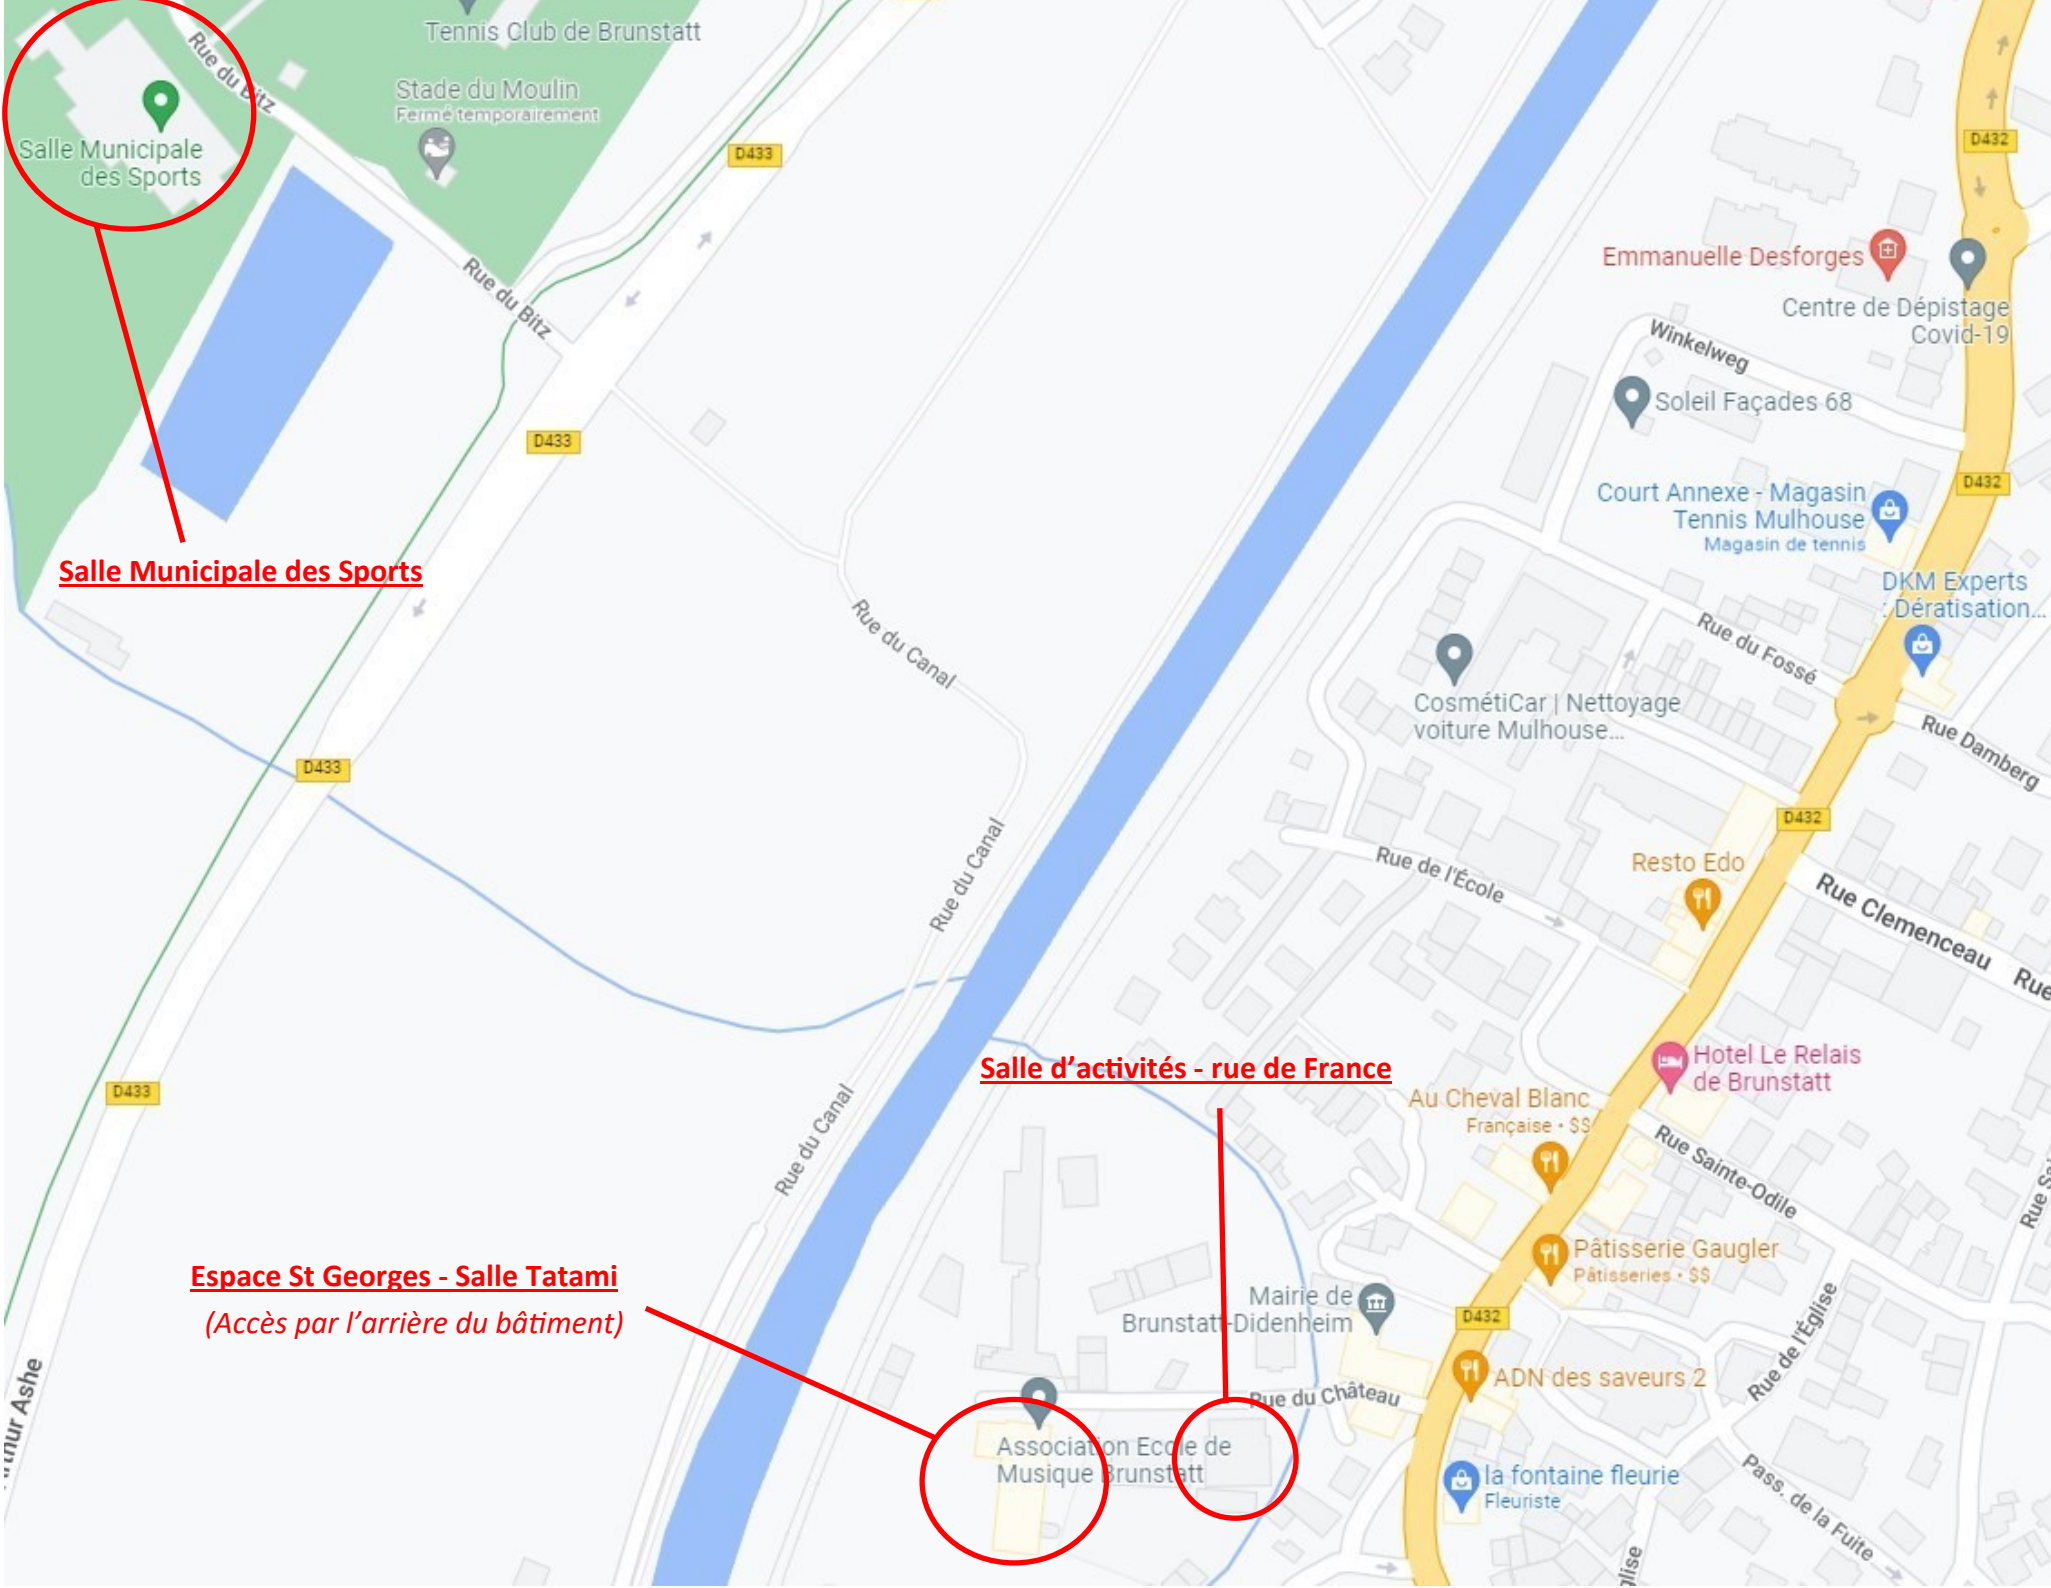 Tennis Club de Brunstatt
Rue du Bitz
Stade du Moulin
Fermé temporairement
Salle Municipale
des Sports
D433
D432
Rue du Bitz
Emmanuelle Desforges
Centre de Dépistage
Covid-19
Winkelweg
Soleil Façades 68
D433
D432
Court Annexe - Magasin
Tennis Mulhouse
Magasin de tennis
Salle Municipale des Sports
DKM Experts
: Dératisation...
Rue du Canal
Rue du Fossé
CosmétiCar | Nettoyage
voiture Mulhouse...
Rue Damberg
D433
D432
Rue du Canal
Rue de l'École
Resto Edo
Rue Clemenceau
Rue
Salle d'activités - rue de France
Hotel Le Relais
de Brunstatt
D433
Rue du Canal
Au Cheval Blanc
Française • $$
Rue Sainte-Odile
Rue
Espace St Georges - Salle Tatami
(Accès par l'arrière du bâtiment)
Pâtisserie Gaugler
Pâtisseries • $$
Mairie de
Brunstatt-Didenheim
D432
Rue de l'Église
ADN des saveurs 2
Rue du Château
Ashe
Association Ecole de
Musique Brunstatt
la fontaine fleurie
Fleuriste
Pass. de la Fuite